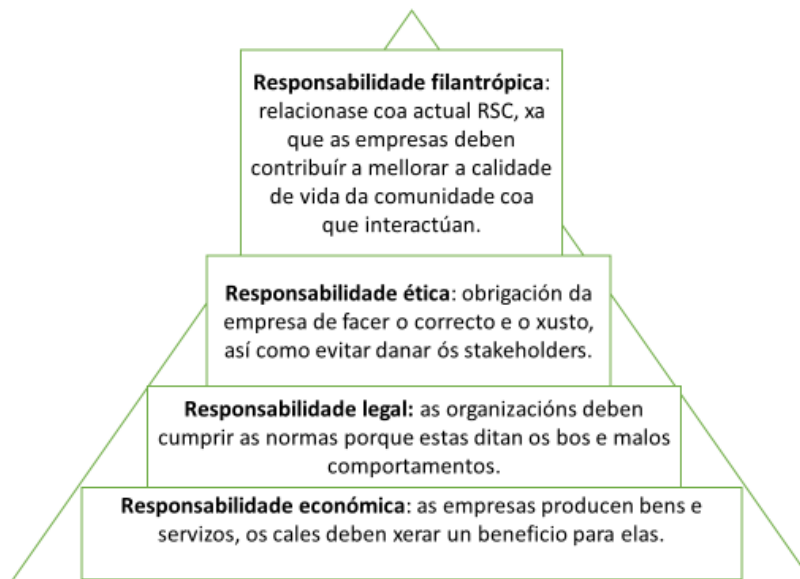 Responsabilidade filantrópica:
relacionase coa actual RSC, xa
que as empresas deben
contribuír a mellorar a calidade
de vida da comunidade coa
que interactúan.
Responsabilidade ética: obrigación da
empresa de facer o correcto e o xusto,
así como evitar danar ós stakeholders.
Responsabilidade legal: as organizacións deben
cumprir as normas porque estas ditan os bos e malos
comportamentos.
Responsabilidade económica: as empresas producen bens e
servizos, os cales deben xerar un beneficio para elas.